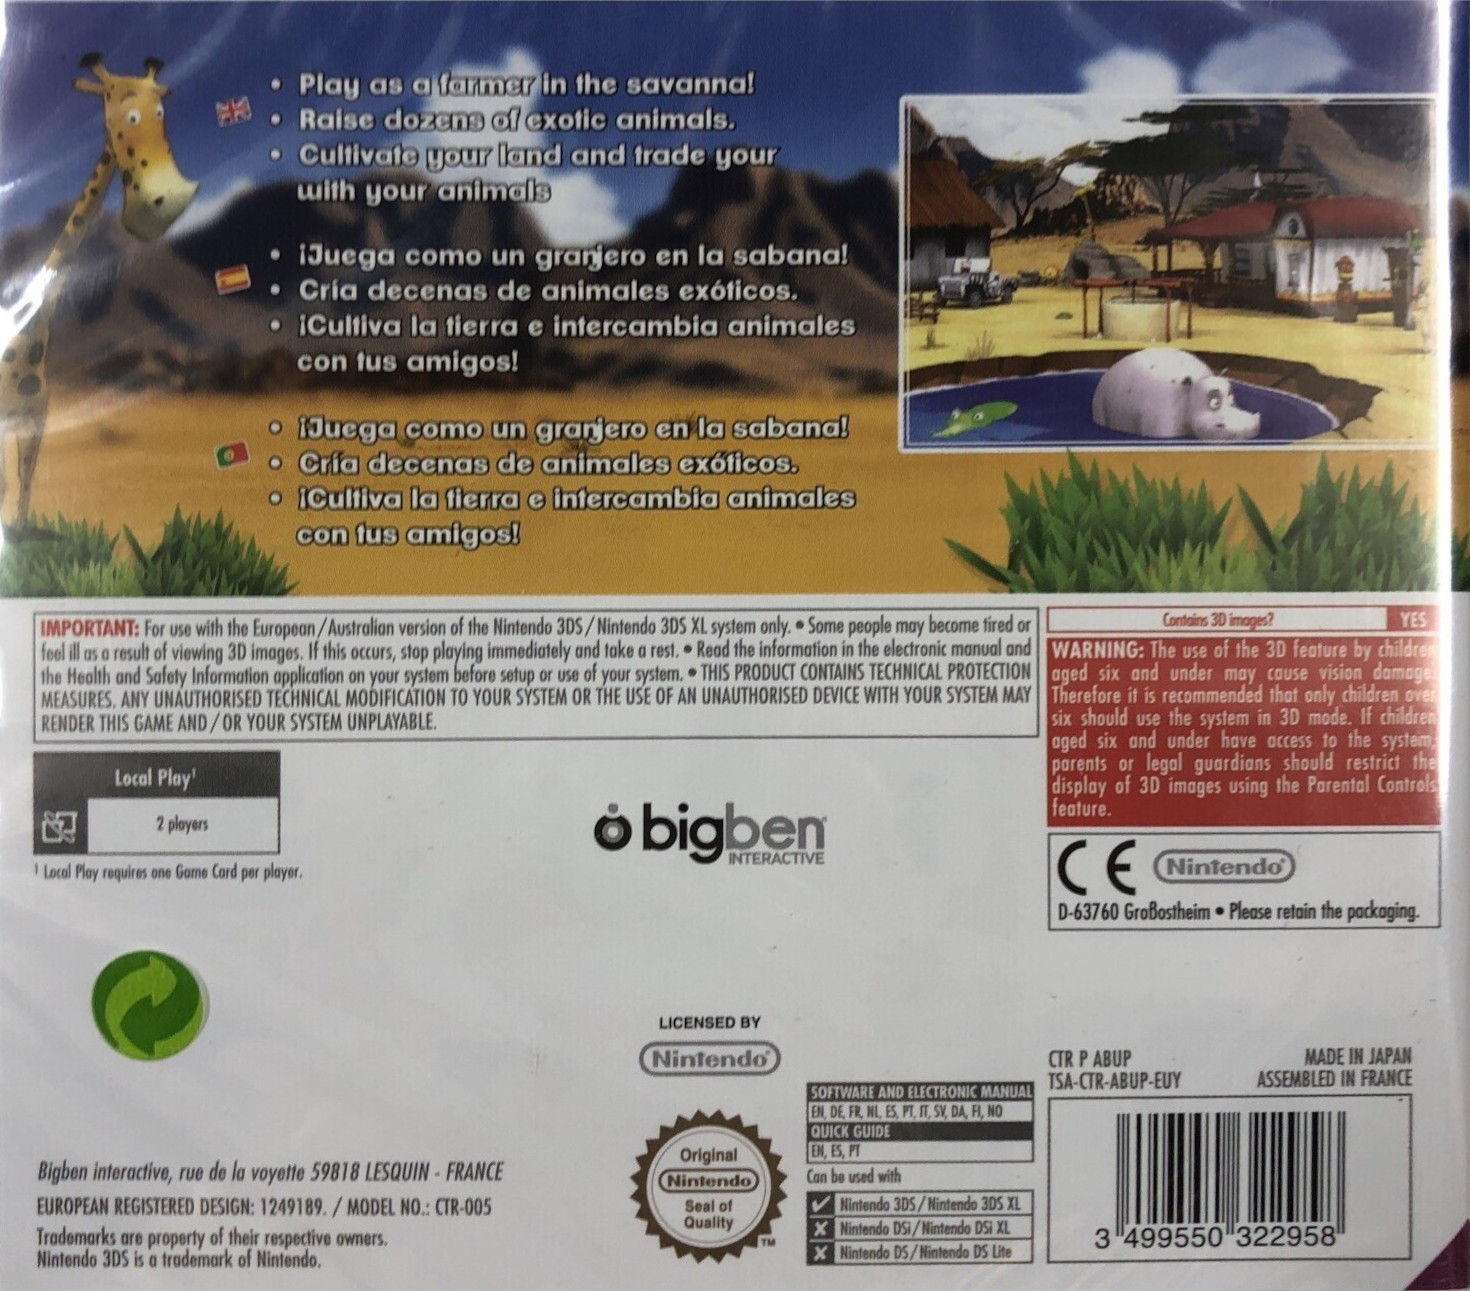 • Play as a farmer in the savanna!
• Raise dozens of exotic animals.
• Cultivate your land and trade your
with your animals
• ¡Juega como un granjero en la sabana!
• Cría decenas de animales exóticos.
• ¡Cultiva la tierra e intercambia animales
con tus amigos!
• ¡Juega como un granjero en la sabana!
• Cría decenas de animales exóticos.
• ¡Cultiva la tierra e intercambia animales
con tus amigos!
IMPORTANT: For use with the European/Australian version of the Nintendo 3DS/Nintendo 3DS XL system only. • Some people may become tired or
feel ill as a result of viewing 3D images. If this occurs, stop playing immediately and take a rest. • Read the information in the electronic manual and
the Health and Safety Information application on your system before setup or use of your system. • THIS PRODUCT CONTAINS TECHNICAL PROTECTION
MEASURES. ANY UNAUTHORISED TECHNICAL MODIFICATION TO YOUR SYSTEM OR THE USE OF AN UNAUTHORISED DEVICE WITH YOUR SYSTEM MAY
RENDER THIS GAME AND/OR YOUR SYSTEM UNPLAYABLE.
Contains 3D images? YES
WARNING: The use of the 3D feature by children
aged six and under may cause vision damage.
Therefore it is recommended that only children over
six should use the system in 3D mode. If children
aged six and under have access to the system,
parents or legal guardians should restrict the
display of 3D images using the Parental Controls
feature.
Local Play¹
2 players
¹ Local Play requires one Game Card per player.
bigben
INTERACTIVE
CE Nintendo®
D-63760 Großostheim • Please retain the packaging.
LICENSED BY
Nintendo®
Original
Nintendo
Seal of
Quality
TM
SOFTWARE AND ELECTRONIC MANUAL
EN, DE, FR, NL, ES, PT, IT, SV, DA, FI, NO
QUICK GUIDE
EN, ES, PT
Can be used with
Nintendo 3DS/Nintendo 3DS XL
Nintendo DSi/Nintendo DSi XL
Nintendo DS/Nintendo DS Lite
CTR P ABUP
TSA-CTR-ABUP-EUY
MADE IN JAPAN
ASSEMBLED IN FRANCE
3 499550 322958
Bigben interactive, rue de la voyette 59818 LESQUIN - FRANCE
EUROPEAN REGISTERED DESIGN: 1249189. / MODEL NO.: CTR-005
Trademarks are property of their respective owners.
Nintendo 3DS is a trademark of Nintendo.